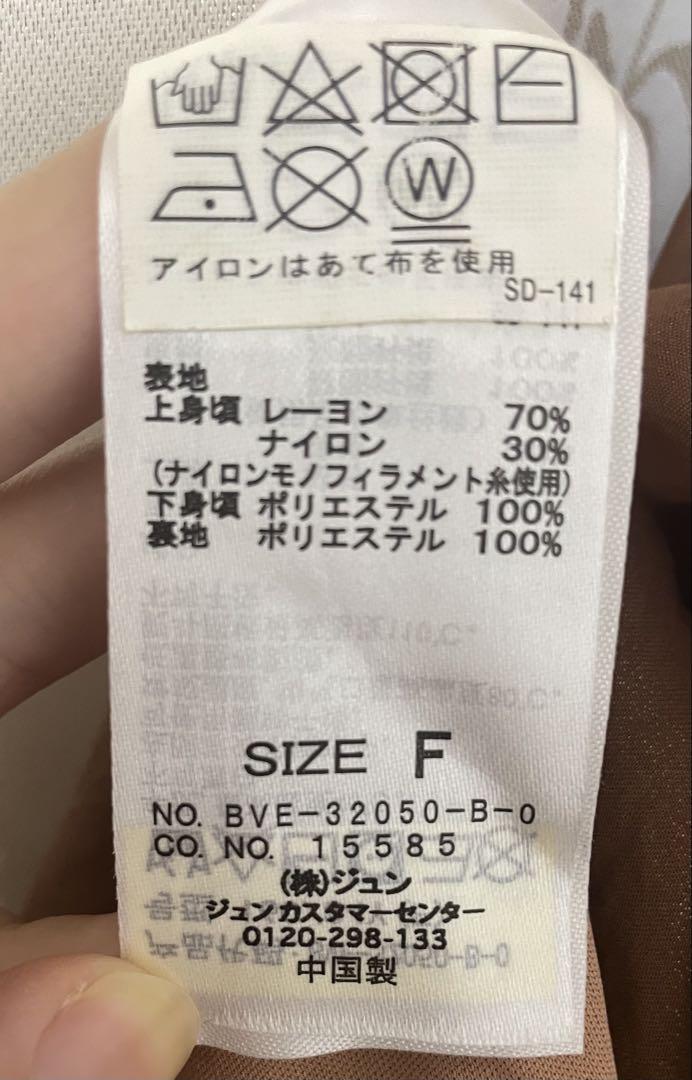 W
アイロンはあて布を使用
SD-141
表地
上身頃 レーヨン 70%
ナイロン 30%
(ナイロンモノフィラメント糸使用)
下身頃 ポリエステル 100%
裏地 ポリエステル 100%
SIZE F
NO. BVE-32050-B-o
CO. NO. 15585
(株)ジュン
ジュンカスタマーセンター
0120-298-133
中国製